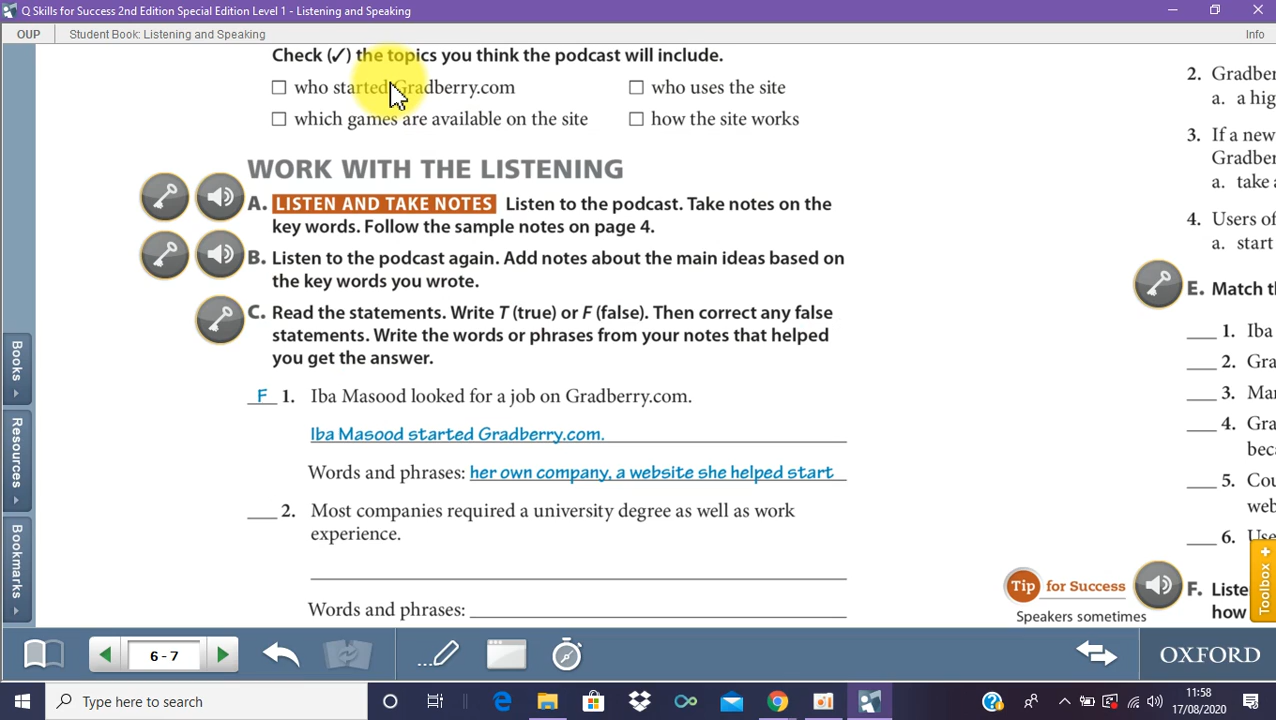 Q Skills for Success 2nd Edition Special Edition Level 1 - Listening and Speaking
OUP Student Book: Listening and Speaking Info
Check (✓) the topics you think the podcast will include.
☐ who started Gradberry.com ☐ who uses the site
☐ which games are available on the site ☐ how the site works
WORK WITH THE LISTENING
A. LISTEN AND TAKE NOTES Listen to the podcast. Take notes on the
key words. Follow the sample notes on page 4.
B. Listen to the podcast again. Add notes about the main ideas based on
the key words you wrote.
C. Read the statements. Write T (true) or F (false). Then correct any false
statements. Write the words or phrases from your notes that helped
you get the answer.
F 1. Iba Masood looked for a job on Gradberry.com.
Iba Masood started Gradberry.com.
Words and phrases: her own company, a website she helped start
___ 2. Most companies required a university degree as well as work
experience.
Words and phrases:
2. Gradber
a. a hig
3. If a new
Gradber
a. take a
4. Users of
a. start
E. Match th
___ 1. Iba
___ 2. Gra
___ 3. Mar
___ 4. Gra
beca
___ 5. Cou
web
___ 6. Use
Tip for Success
Speakers sometimes
F. Liste
how
Books
Resources
Bookmarks
Toolbox +
6 - 7
OXFORD
Type here to search
11:58
17/08/2020